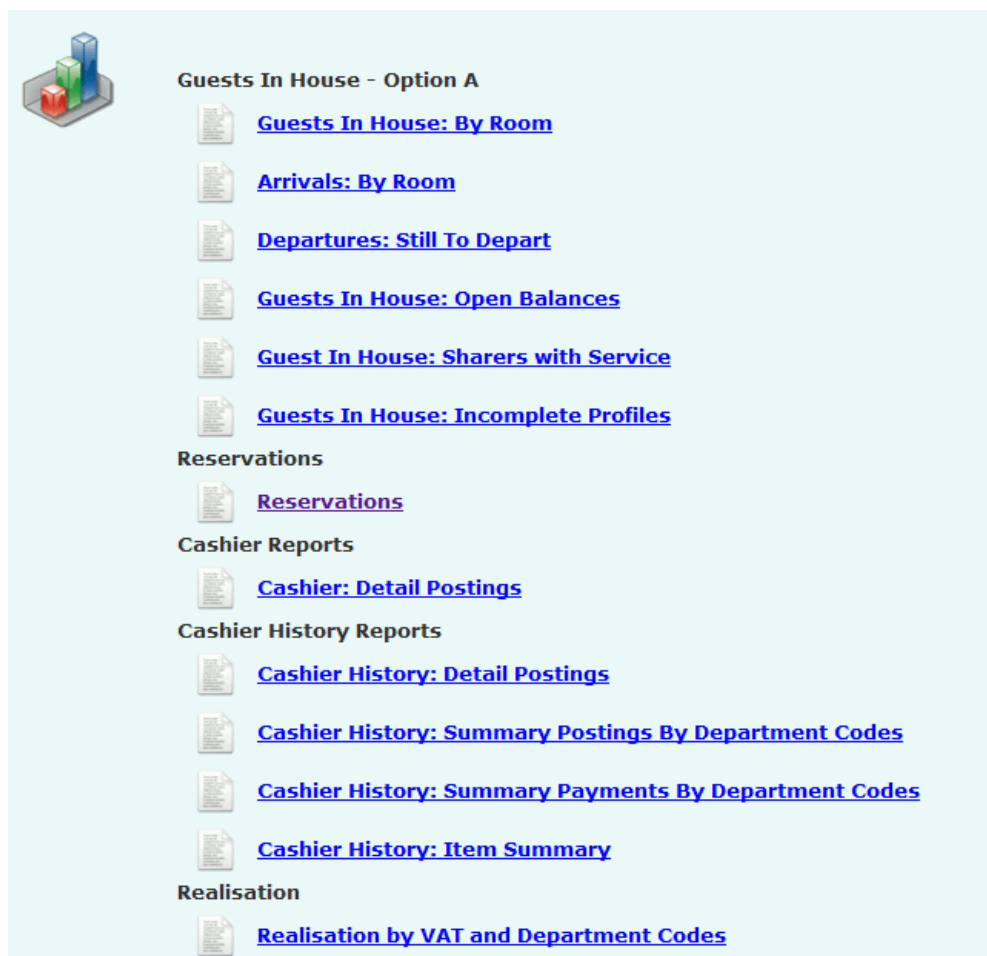 Guests In House - Option A
Guests In House: By Room
Arrivals: By Room
Departures: Still To Depart
Guests In House: Open Balances
Guest In House: Sharers with Service
Guests In House: Incomplete Profiles
Reservations
Reservations
Cashier Reports
Cashier: Detail Postings
Cashier History Reports
Cashier History: Detail Postings
Cashier History: Summary Postings By Department Codes
Cashier History: Summary Payments By Department Codes
Cashier History: Item Summary
Realisation
Realisation by VAT and Department Codes